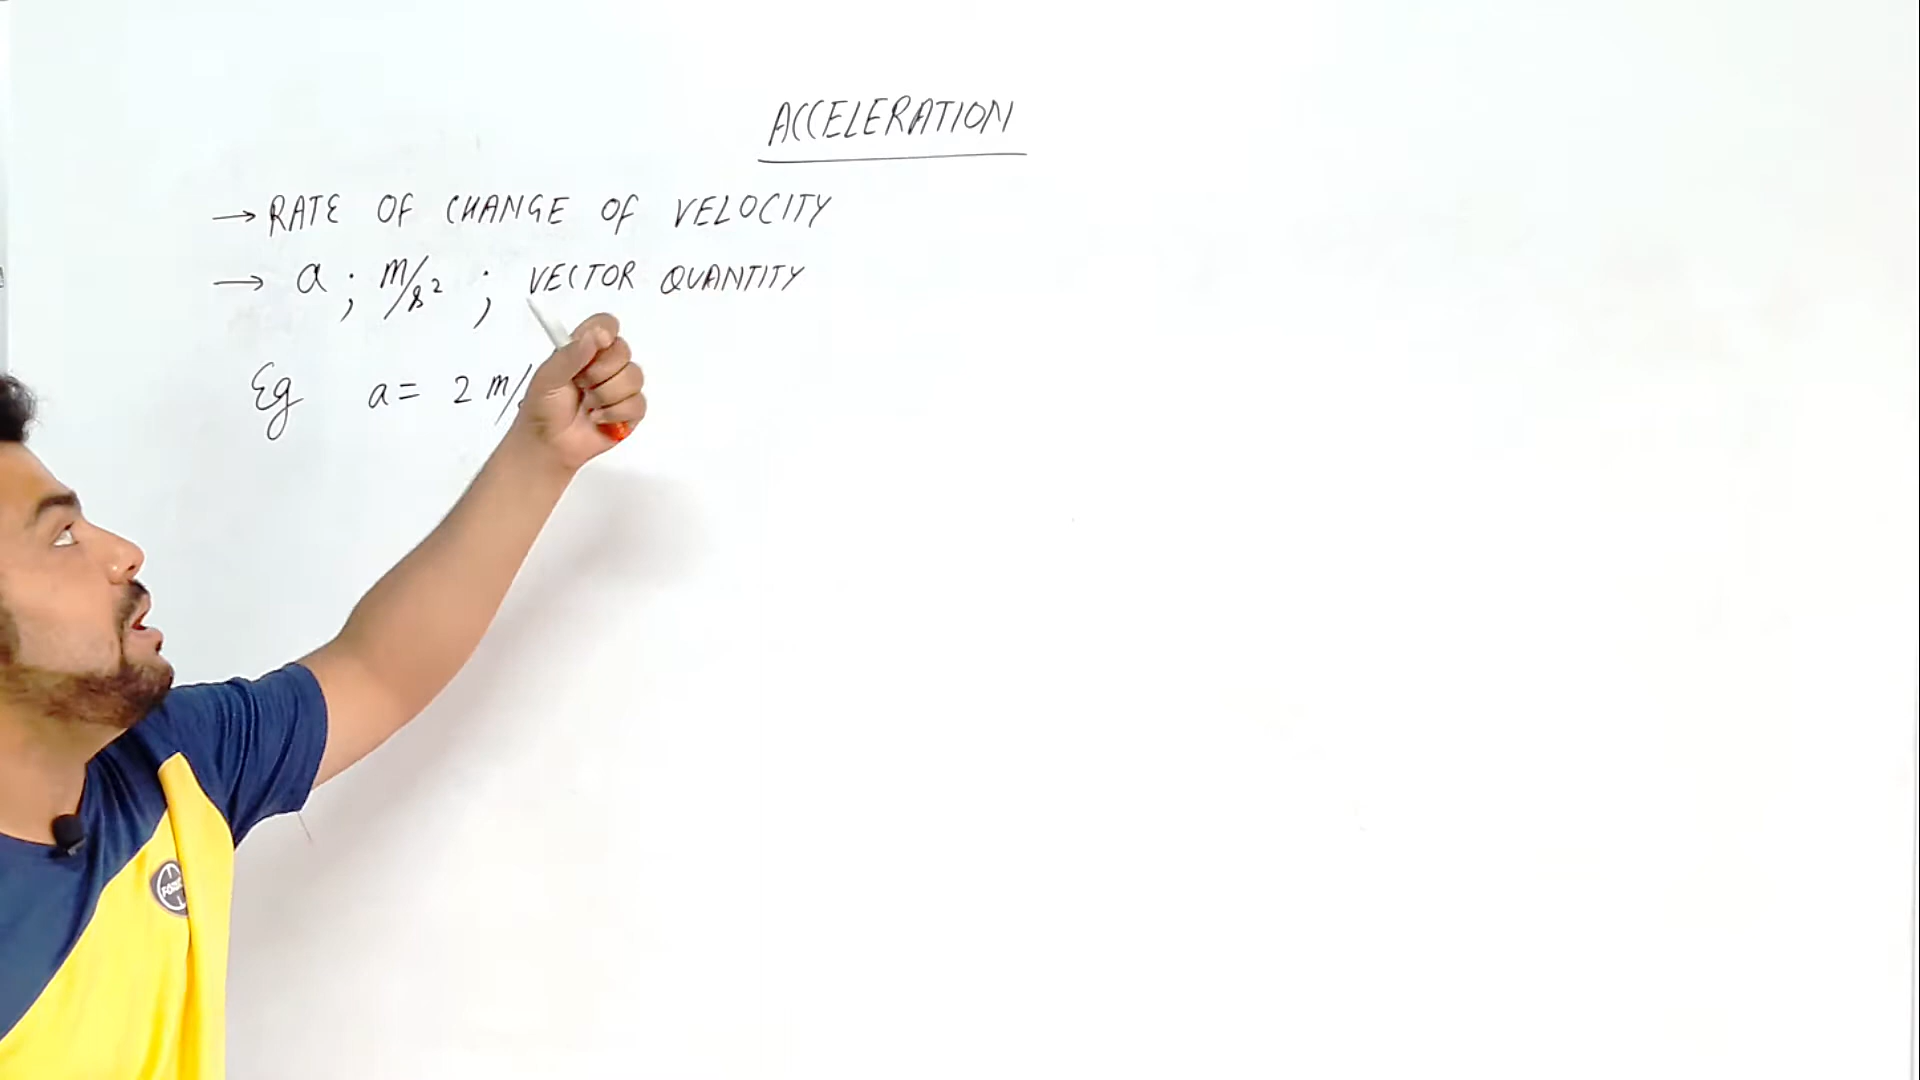 ACCELERATION
→ RATE OF CHANGE OF VELOCITY
→ a ; m/s² ; VECTOR QUANTITY
Eg a = 2 m/